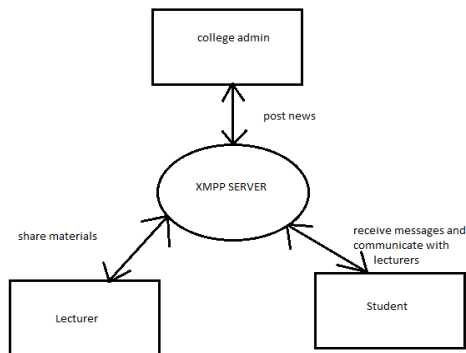 college admin
post news
XMPP SERVER
share materials
receive messages and
communicate with
lecturers
Lecturer
Student